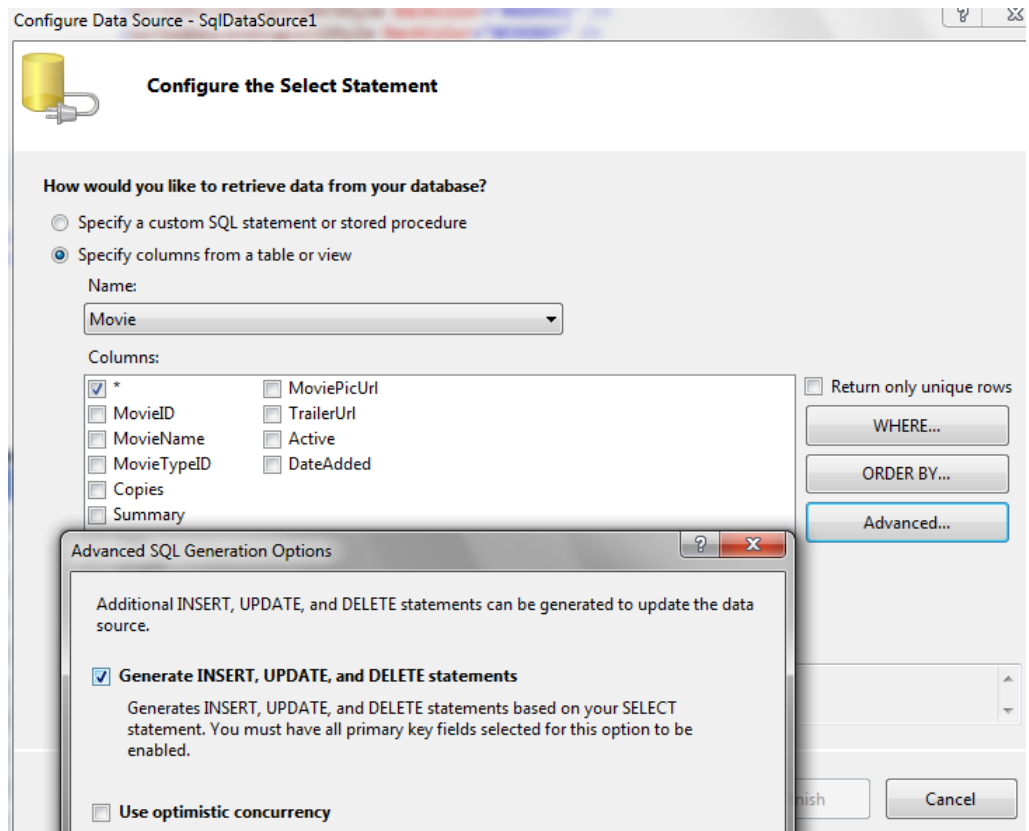 Configure Data Source - SqlDataSource1
Configure the Select Statement
How would you like to retrieve data from your database?
Specify a custom SQL statement or stored procedure
Specify columns from a table or view
Name:
Movie
Columns:
*
MovieID
MovieName
MovieTypeID
Copies
Summary
MoviePicUrl
TrailerUrl
Active
DateAdded
Return only unique rows
WHERE...
ORDER BY...
Advanced...
Advanced SQL Generation Options
?
Additional INSERT, UPDATE, and DELETE statements can be generated to update the data
source.
Generate INSERT, UPDATE, and DELETE statements
Generates INSERT, UPDATE, and DELETE statements based on your SELECT
statement. You must have all primary key fields selected for this option to be
enabled.
Use optimistic concurrency
nish
Cancel